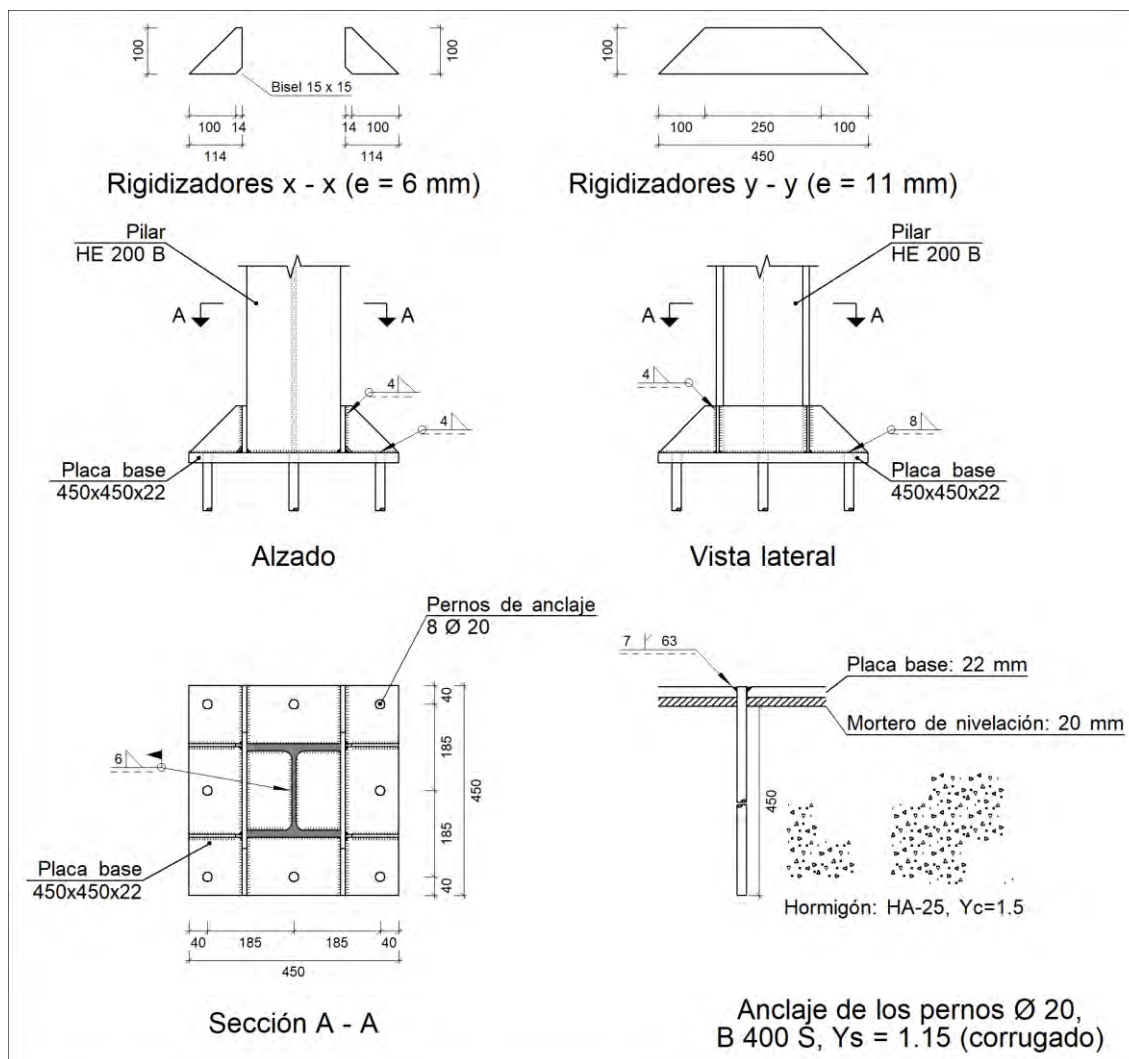 100
100
100
Bisel 15 x 15
100 14
14 100
100 250 100
114
114
450
Rigidizadores x - x (e = 6 mm)
Rigidizadores y - y (e = 11 mm)
Pilar
HE 200 B
Pilar
HE 200 B
A A
A A
4
4
4
8
Placa base
450x450x22
Placa base
450x450x22
Alzado
Vista lateral
Pernos de anclaje
8 Ø 20
7 63
Placa base: 22 mm
Mortero de nivelación: 20 mm
40
185
450
185
40
6
450
Placa base
450x450x22
Hormigón: HA-25, Yc=1.5
40 185 185 40
450
Sección A - A
Anclaje de los pernos Ø 20,
B 400 S, Ys = 1.15 (corrugado)